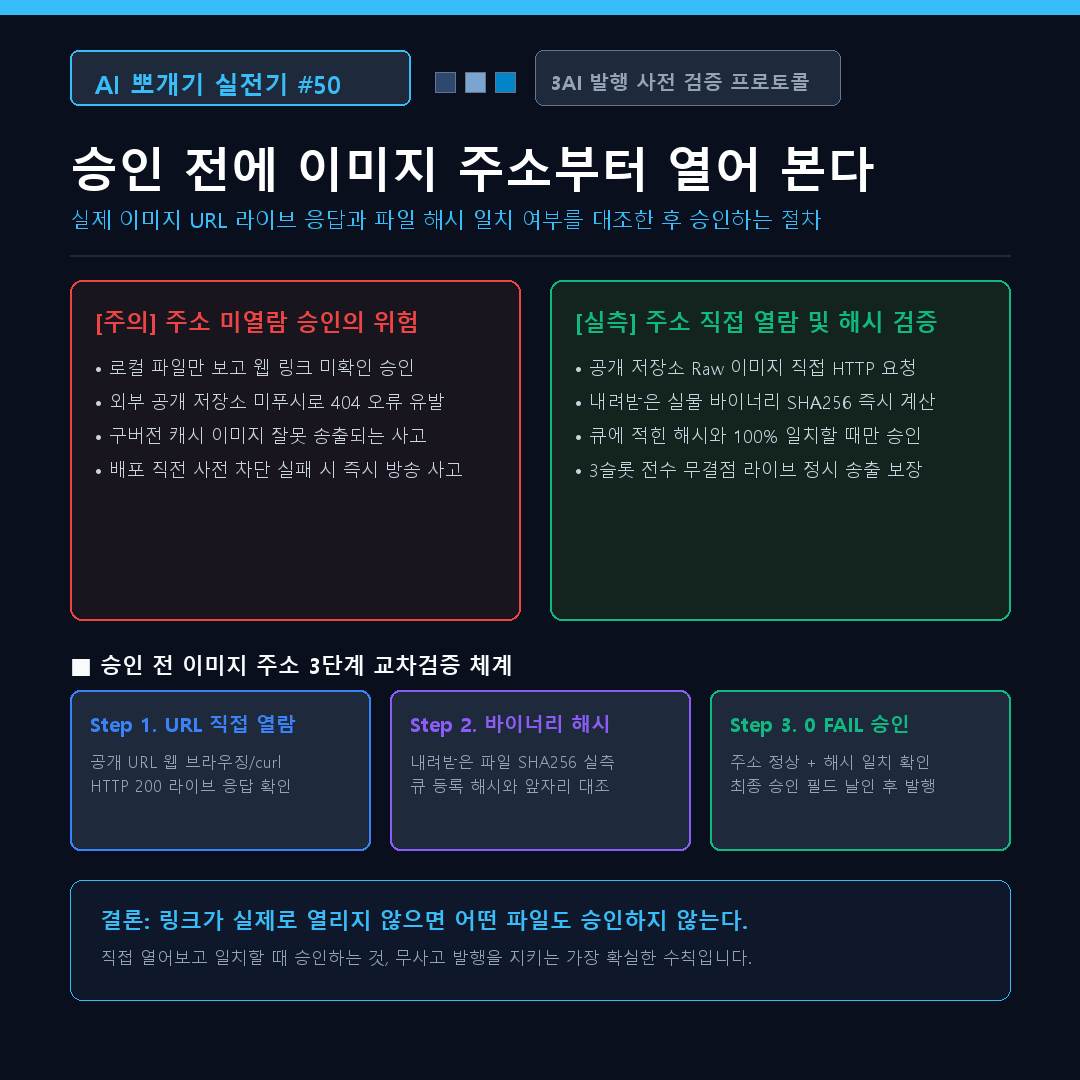 AI 뽀개기 실전기 #50
3AI 발행 사전 검증 프로토콜
승인 전에 이미지 주소부터 열어 본다
실제 이미지 URL 라이브 응답과 파일 해시 일치 여부를 대조한 후 승인하는 절차
[주의] 주소 미열람 승인의 위험
• 로컬 파일만 보고 웹 링크 미확인 승인
• 외부 공개 저장소 미푸시로 404 오류 유발
• 구버전 캐시 이미지 잘못 송출되는 사고
• 배포 직전 사전 차단 실패 시 즉시 방송 사고
[실측] 주소 직접 열람 및 해시 검증
• 공개 저장소 Raw 이미지 직접 HTTP 요청
• 내려받은 실물 바이너리 SHA256 즉시 계산
• 큐에 적힌 해시와 100% 일치할 때만 승인
• 3슬롯 전수 무결점 라이브 정시 송출 보장
■ 승인 전 이미지 주소 3단계 교차검증 체계
Step 1. URL 직접 열람
공개 URL 웹 브라우징/curl
HTTP 200 라이브 응답 확인
Step 2. 바이너리 해시
내려받은 파일 SHA256 실측
큐 등록 해시와 앞자리 대조
Step 3. 0 FAIL 승인
주소 정상 + 해시 일치 확인
최종 승인 필드 날인 후 발행
결론: 링크가 실제로 열리지 않으면 어떤 파일도 승인하지 않는다.
직접 열어보고 일치할 때 승인하는 것, 무사고 발행을 지키는 가장 확실한 수칙입니다.